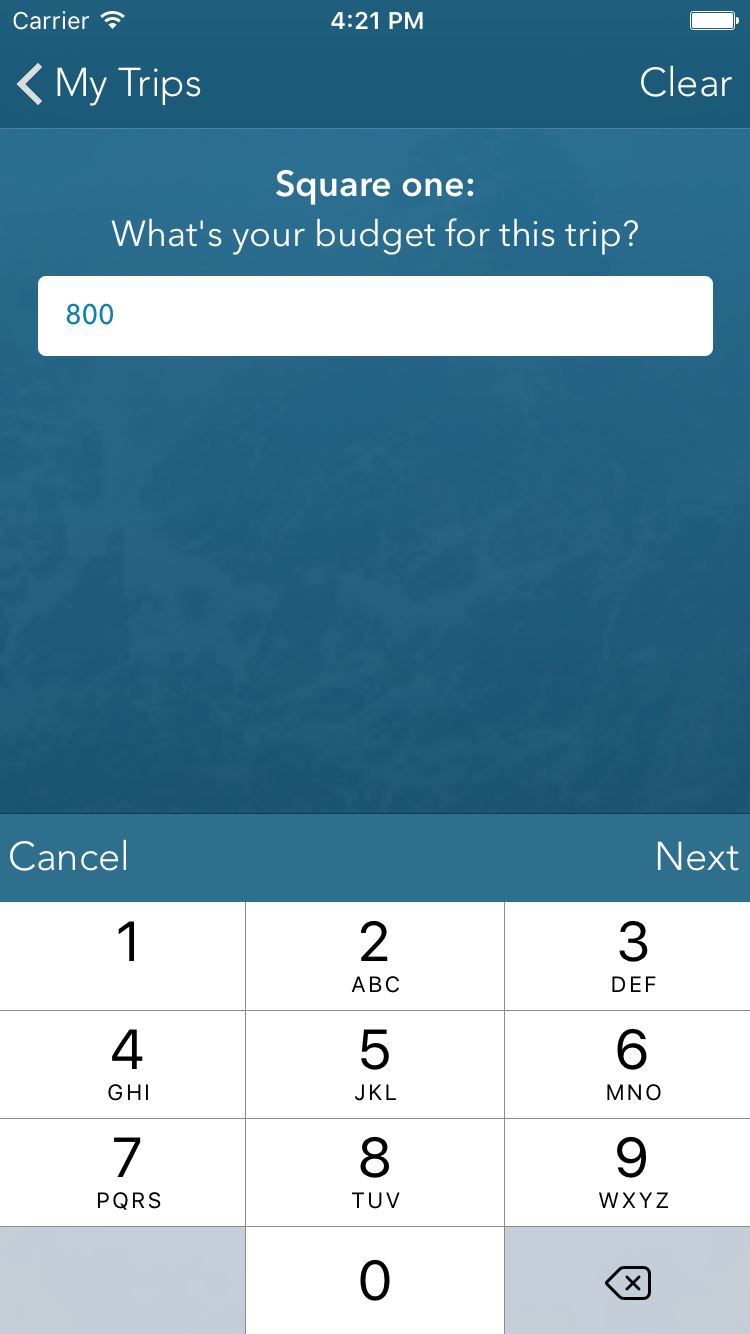 Carrier 4:21 PM
My Trips Clear
Square one:
What's your budget for this trip?
800
Cancel Next
1 2 3
ABC DEF
4 5 6
GHI JKL MNO
7 8 9
PQRS TUV WXYZ
0